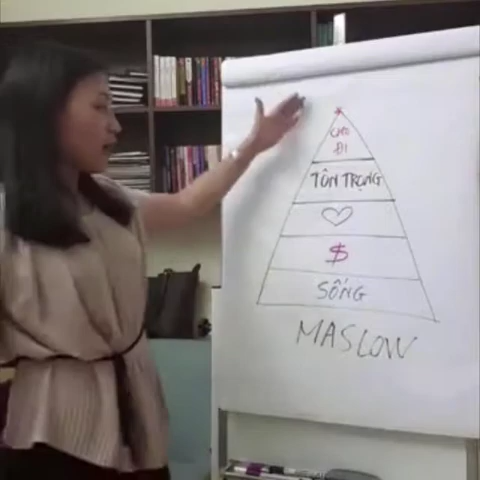 CHO
ĐI
TÔN TRỌNG
$
SỐNG
MASLOW